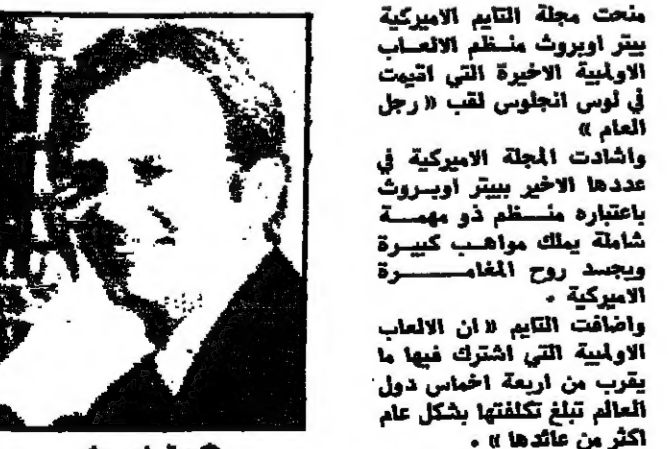 منحت مجلة التايم الاميركية
بيتر اوبروث منظم الالعاب
الاولمبية الاخيرة التي اقيمت
في لوس انجلوس لقب « رجل
العام »
واشادت المجلة الاميركية في
عددها الاخير ببيتر اوبروث
باعتباره منظم ذو مهمة
شاملة يملك مواهب كبيرة
ويجسد روح المغامرة
الاميركية .
واضافت التايم « ان الالعاب
الاولمبية التي اشترك فيها ما
يقرب من اربعة اخماس دول
العالم تبلغ تكلفتها بشكل عام
اكثر من عائدها » .